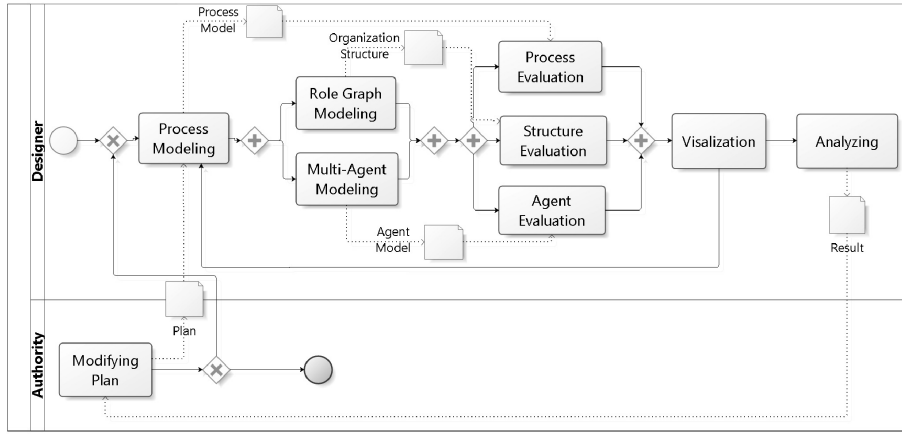 Process
Model
Organization
Structure
Process
Evaluation
Role Graph
Modeling
Designer
Process
Modeling
Structure
Evaluation
Visalization
Analyzing
Multi-Agent
Modeling
Agent
Evaluation
Agent
Model
Result
Plan
Authority
Modifying
Plan